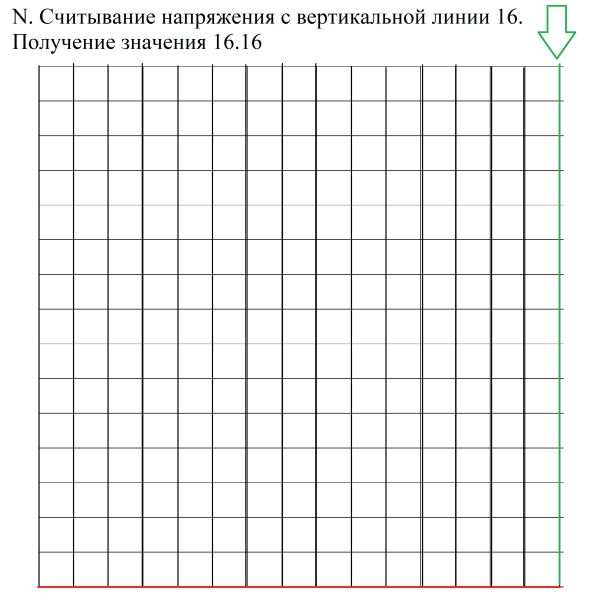 N. Считывание напряжения с вертикальной линии 16.
Получение значения 16.16